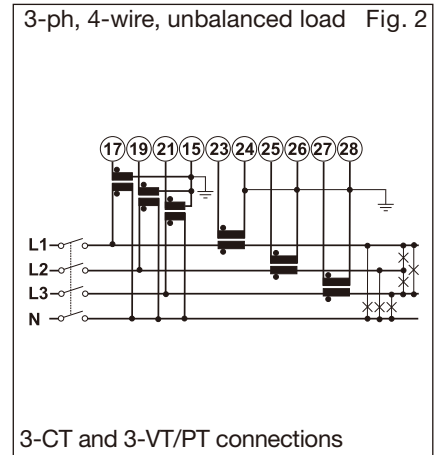 3-ph, 4-wire, unbalanced load Fig. 2
17 19 21 15 23 24 25 26 27 28
L1
L2
L3
N
3-CT and 3-VT/PT connections